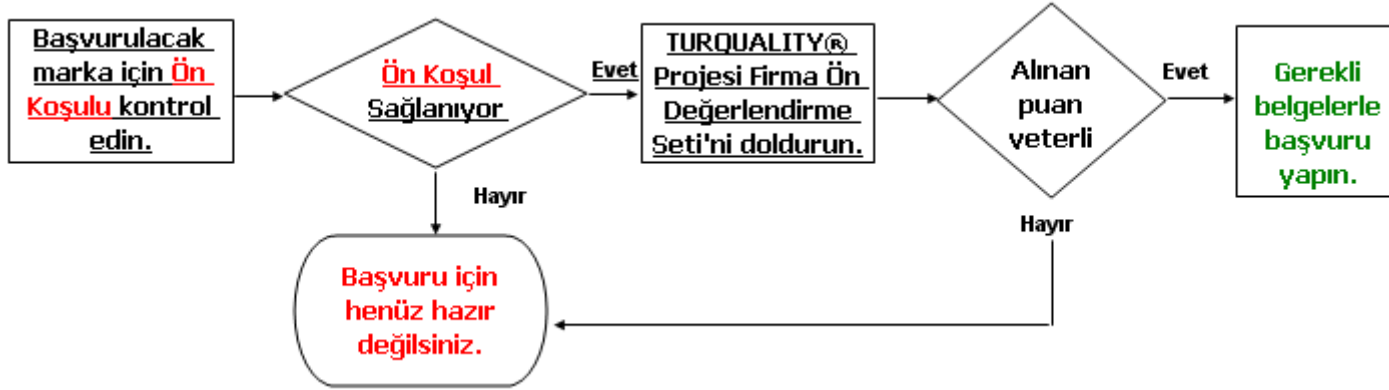 Başvurulacak
marka için Ön
Koşulu kontrol
edin.
Ön Koşul
Sağlanıyor
Evet
TURQUALITY®
Projesi Firma Ön
Değerlendirme
Seti'ni doldurun.
Alınan
puan
veterli
Evet
Gerekli
belgelerle
başvuru
yapın.
Hayır
Hayır
Başvuru için
henüz hazır
değilsiniz.